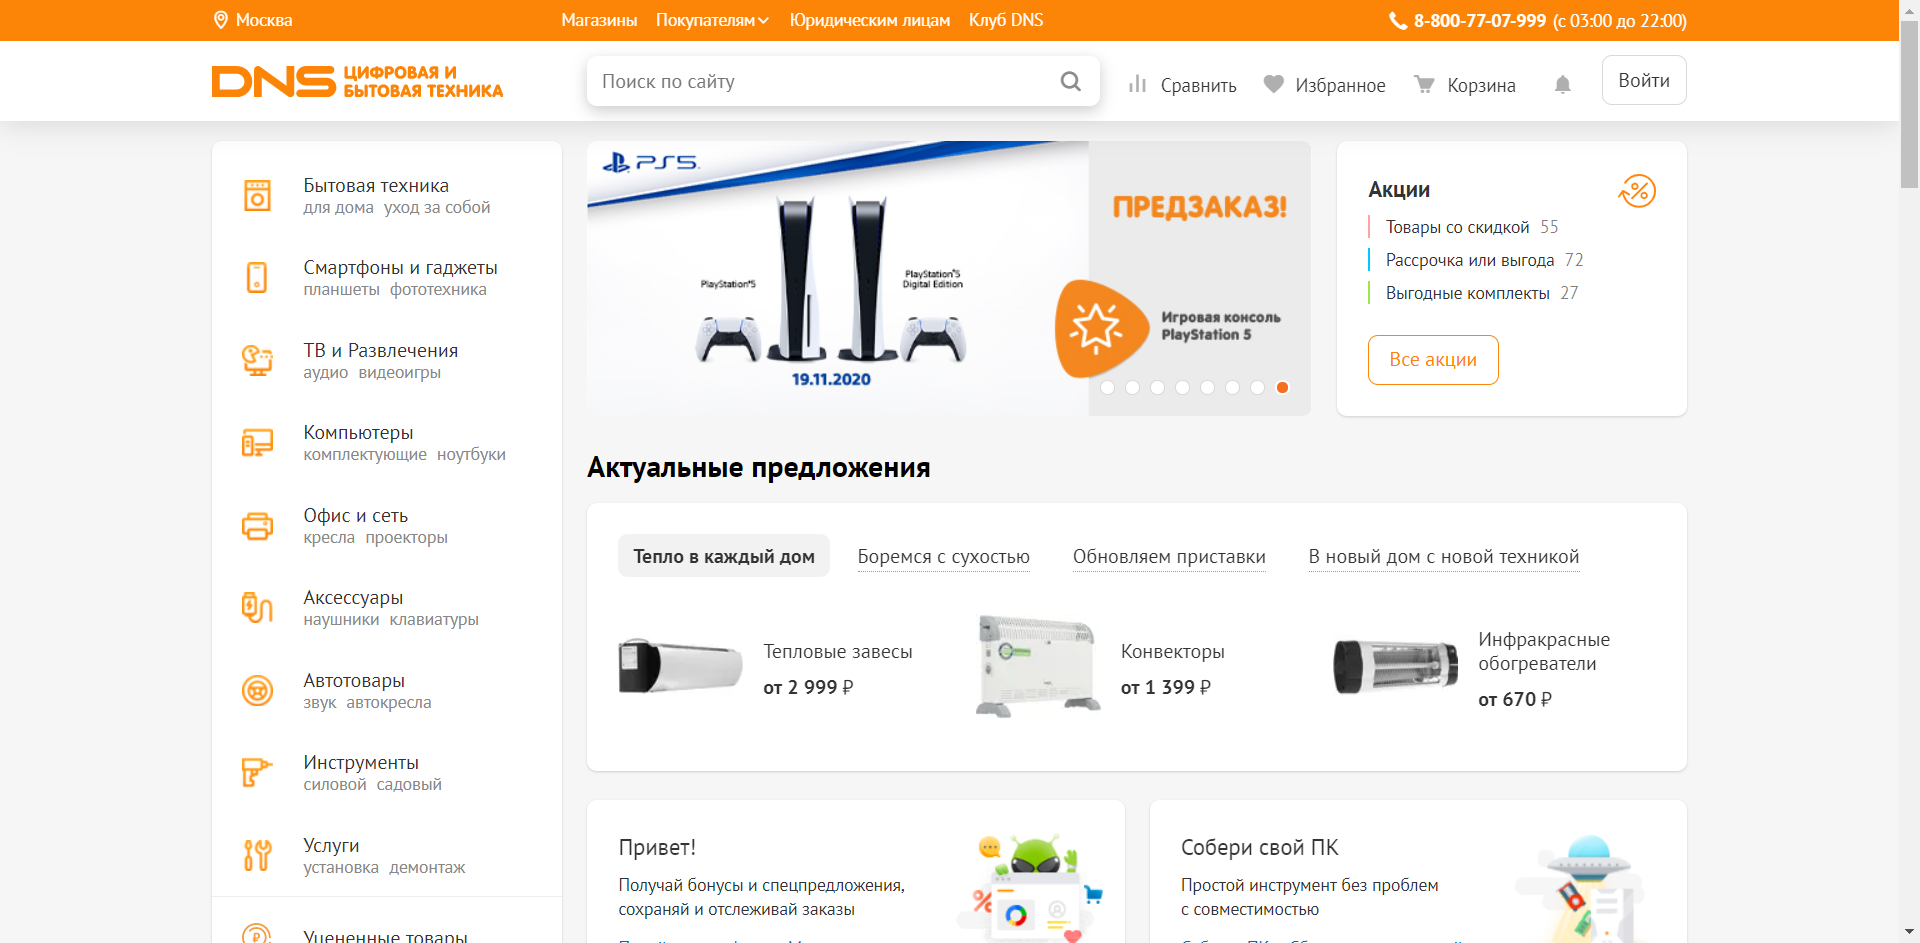 Москва
Магазины Покупателям Юридическим лицам Клуб DNS
8-800-77-07-999 (с 03:00 до 22:00)
DNS ЦИФРОВАЯ И
БЫТОВАЯ ТЕХНИКА
Поиск по сайту
Сравнить Избранное Корзина Войти
Бытовая техника
для дома уход за собой
Смартфоны и гаджеты
планшеты фототехника
ТВ и Развлечения
аудио видеоигры
Компьютеры
комплектующие ноутбуки
Офис и сеть
кресла проекторы
Аксессуары
наушники клавиатуры
Автотовары
звук автокресла
Инструменты
силовой садовый
Услуги
установка демонтаж
Уцененные товары
PS5
PlayStation®5
PlayStation®5
Digital Edition
19.11.2020
ПРЕДЗАКАЗ!
Игровая консоль
PlayStation 5
Акции
Товары со скидкой 55
Рассрочка или выгода 72
Выгодные комплекты 27
Все акции
Актуальные предложения
Тепло в каждый дом Боремся с сухостью Обновляем приставки В новый дом с новой техникой
Тепловые завесы
от 2 999 ₽
Конвекторы
от 1 399 ₽
Инфракрасные
обогреватели
от 670 ₽
Привет!
Получай бонусы и спецпредложения,
сохраняй и отслеживай заказы
Собери свой ПК
Простой инструмент без проблем
с совместимостью